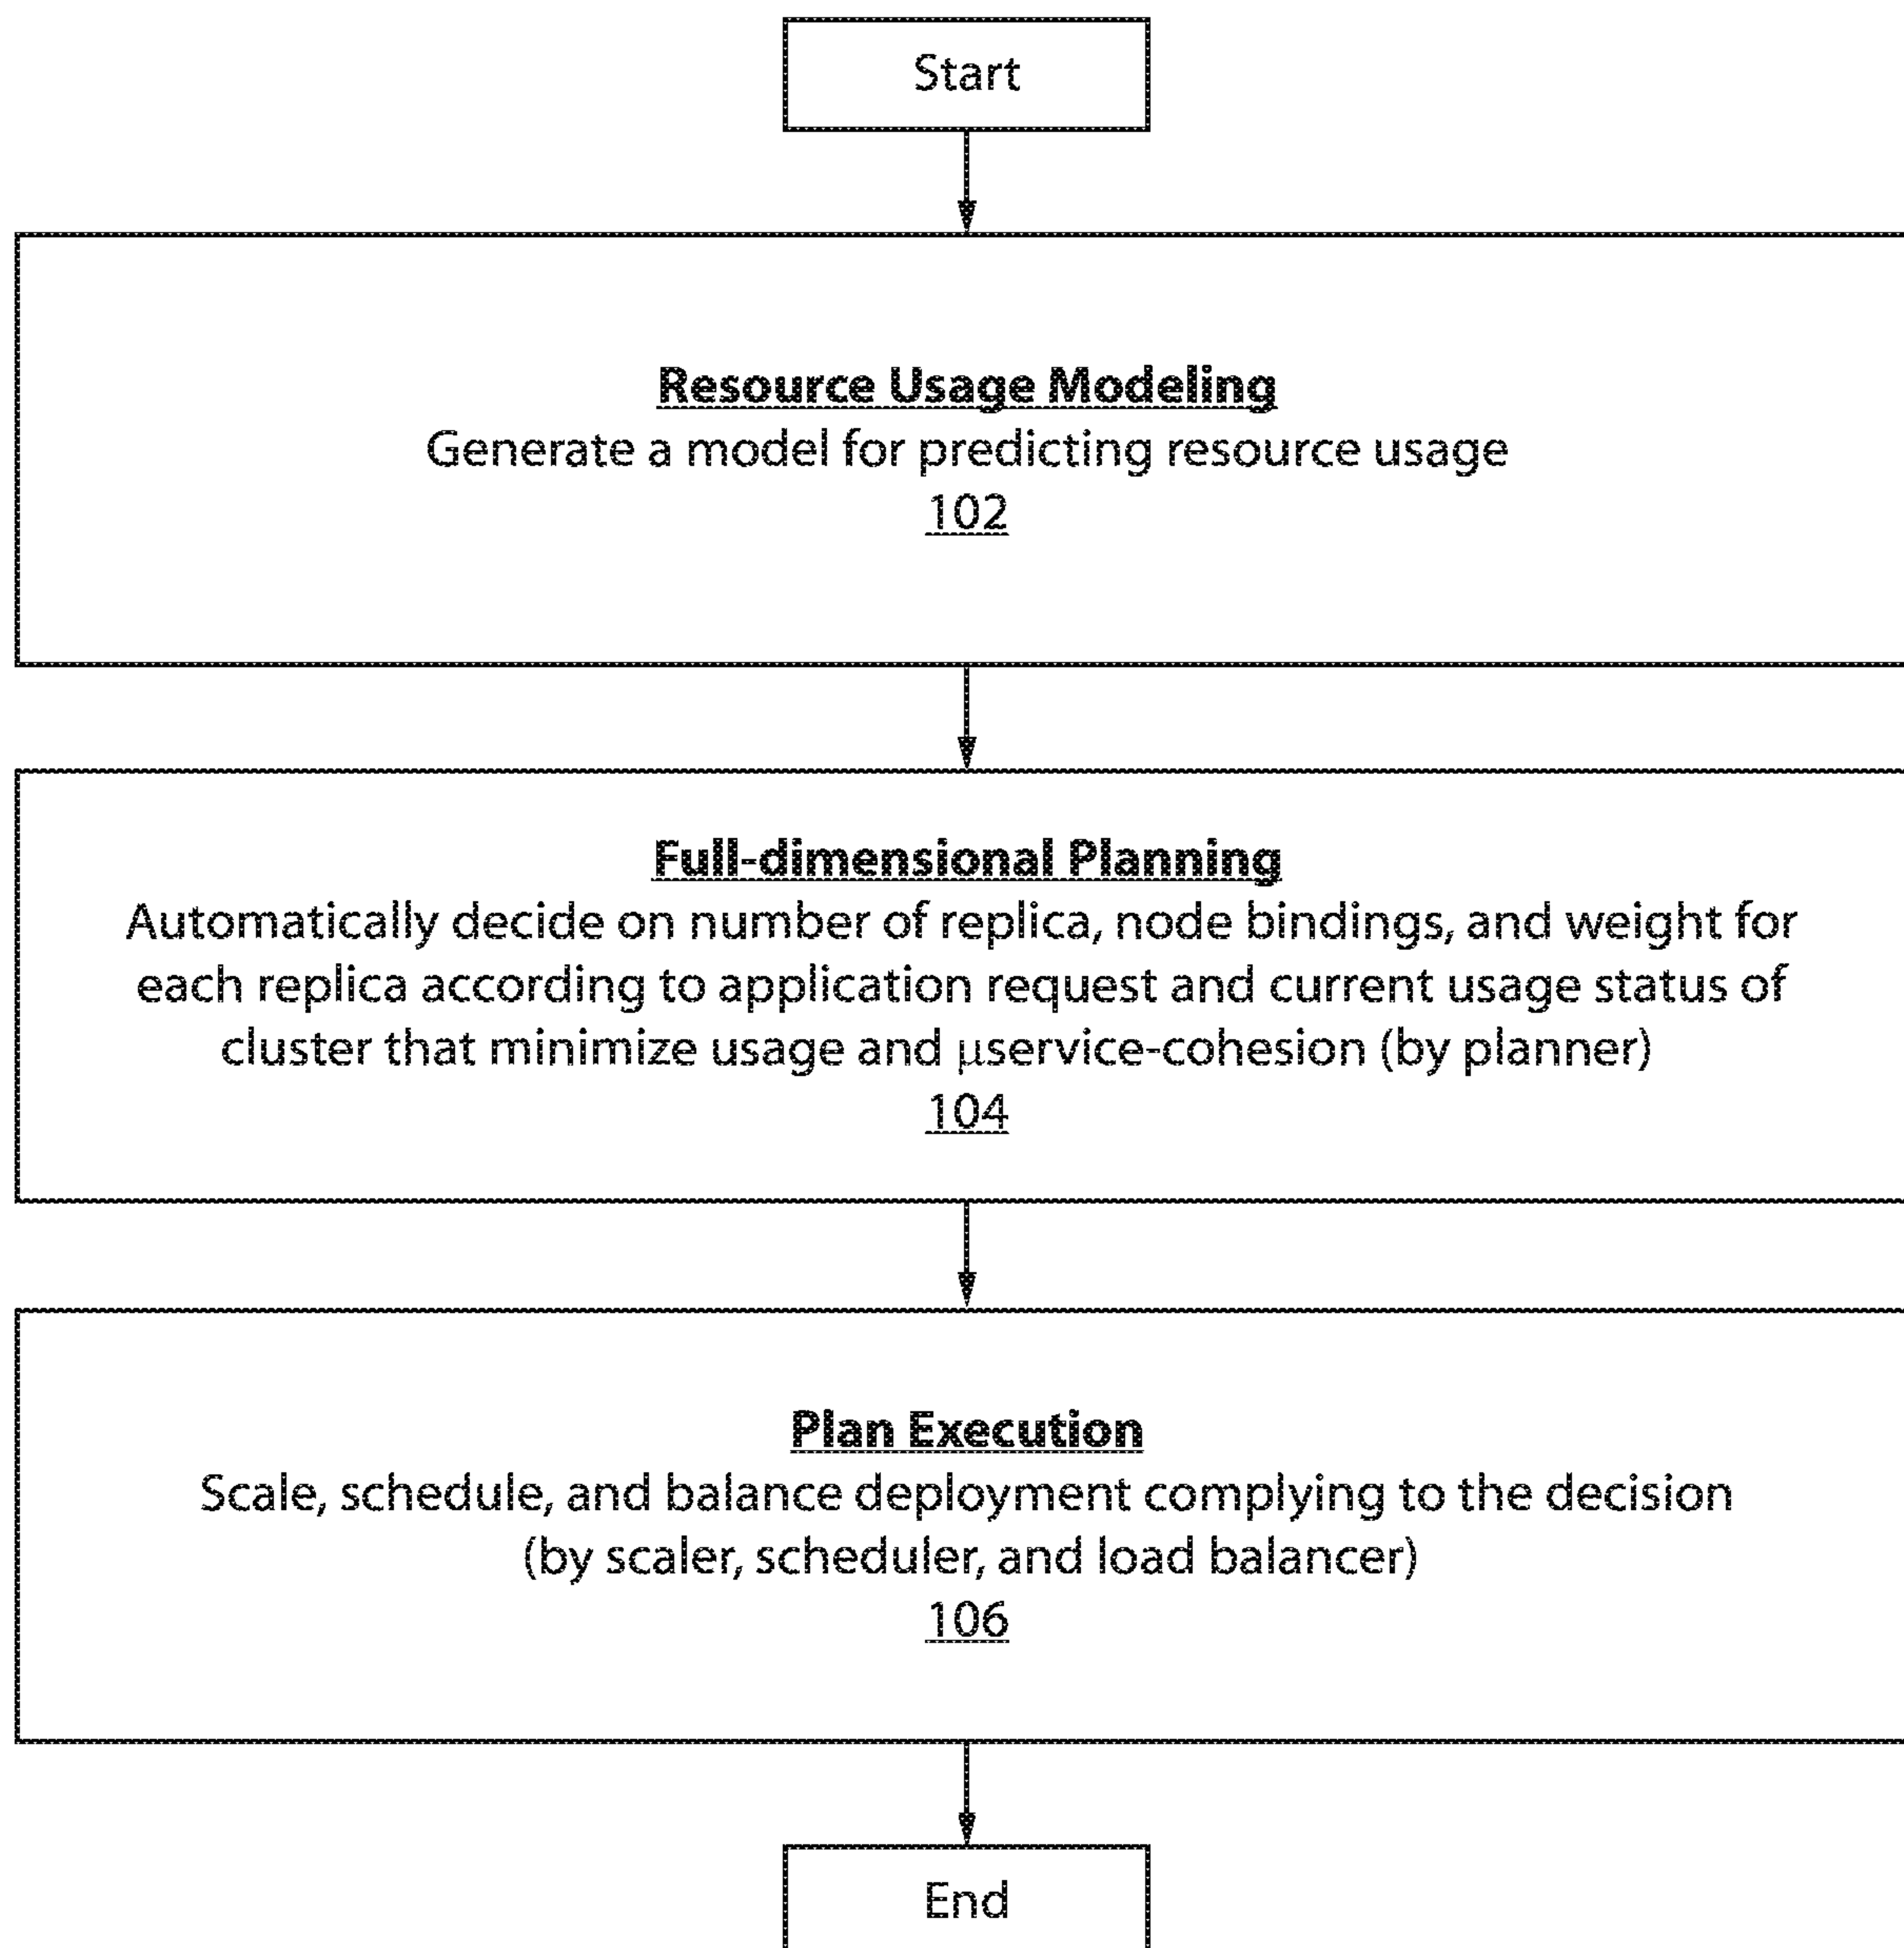 Start
Resource Usage Modeling
Generate a model for predicting resource usage
102
Full-dimensional Planning
Automatically decide on number of replica, node bindings, and weight for
each replica according to application request and current usage status of
cluster that minimize usage and μservice-cohesion (by planner)
104
Plan Execution
Scale, schedule, and balance deployment complying to the decision
(by scaler, scheduler, and load balancer)
106
End